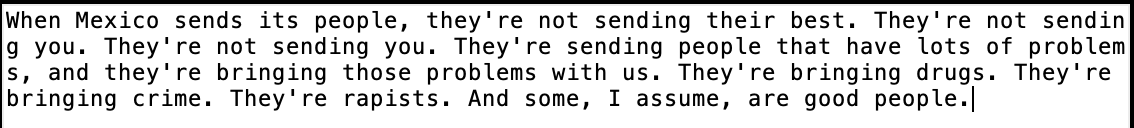 When Mexico sends its people, they're not sending their best. They're not sendin
g you. They're not sending you. They're sending people that have lots of problem
s, and they're bringing those problems with us. They're bringing drugs. They're
bringing crime. They're rapists. And some, I assume, are good people.